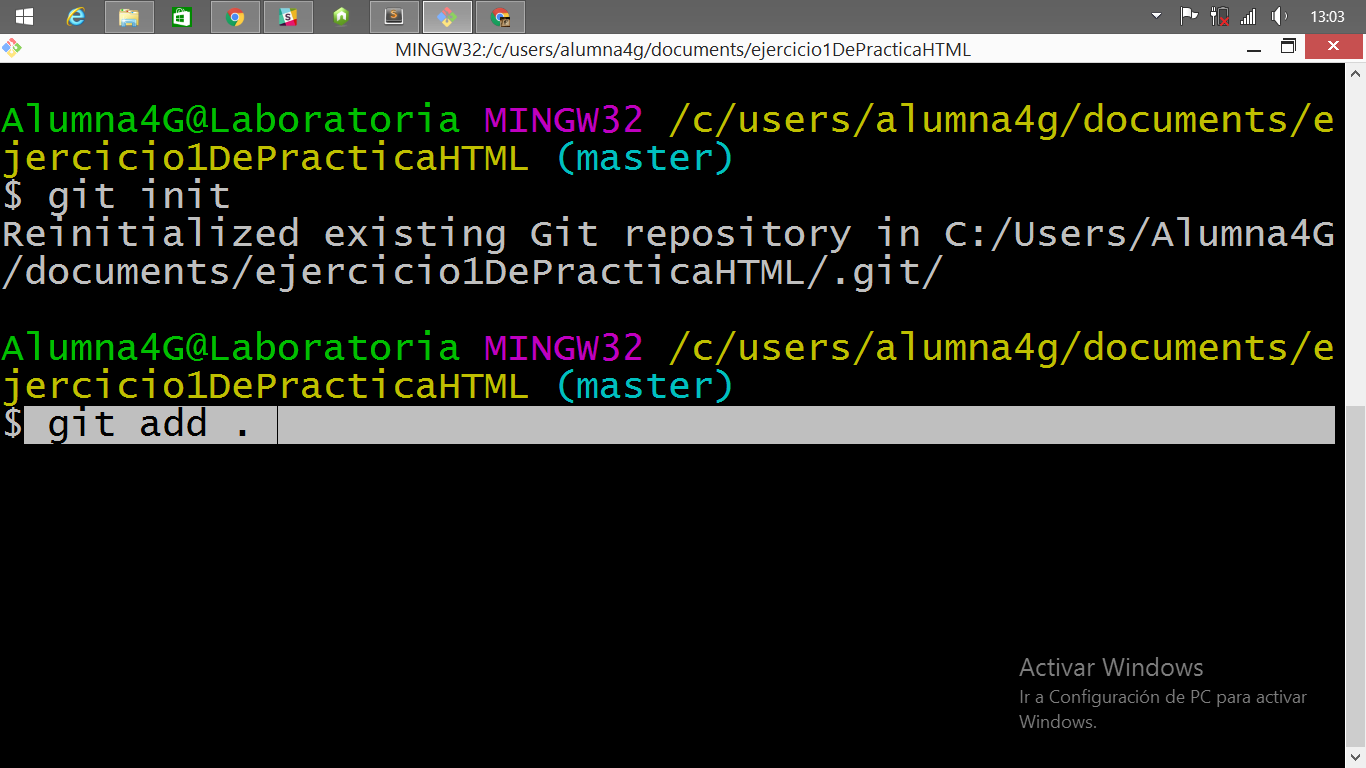 13:03
MINGW32:/c/users/alumna4g/documents/ejercicio1DePracticaHTML
Alumna4G@Laboratoria MINGW32 /c/users/alumna4g/documents/e
jercicio1DePracticaHTML (master)
$ git init
Reinitialized existing Git repository in C:/Users/Alumna4G
/documents/ejercicio1DePracticaHTML/.git/
Alumna4G@Laboratoria MINGW32 /c/users/alumna4g/documents/e
jercicio1DePracticaHTML (master)
$ git add .
Activar Windows
Ir a Configuración de PC para activar
Windows.